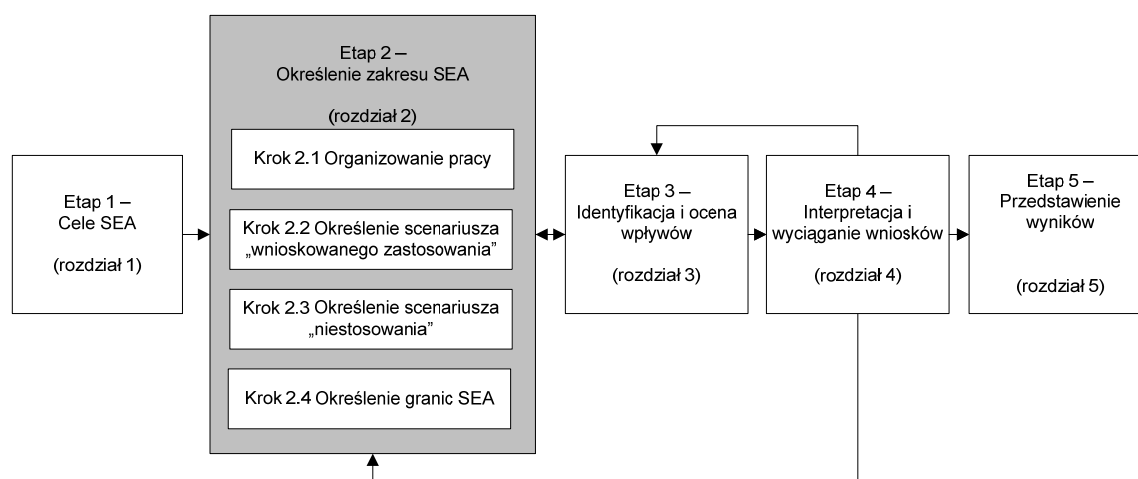 Etap 1 –
Cele SEA
(rozdział 1)
Etap 2 –
Określenie zakresu SEA
(rozdział 2)
Krok 2.1 Organizowanie pracy
Krok 2.2 Określenie scenariusza
„wnioskowanego zastosowania”
Krok 2.3 Określenie scenariusza
„niestosowania”
Krok 2.4 Określenie granic SEA
Etap 3 –
Identyfikacja i ocena
wpływów
(rozdział 3)
Etap 4 –
Interpretacja i
wyciąganie wniosków
(rozdział 4)
Etap 5 –
Przedstawienie
wyników
(rozdział 5)